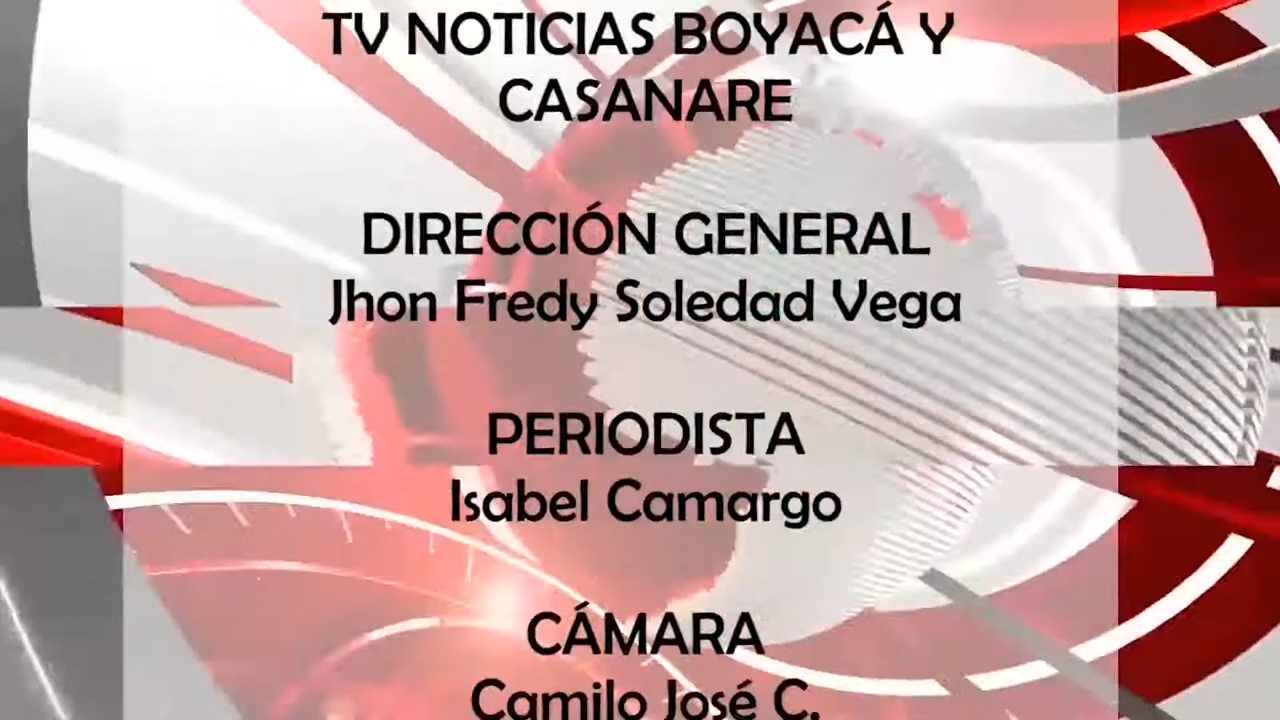 TV NOTICIAS BOYACÁ Y
CASANARE
DIRECCIÓN GENERAL
Jhon Fredy Soledad Vega
PERIODISTA
Isabel Camargo
CÁMARA
Camilo José C.